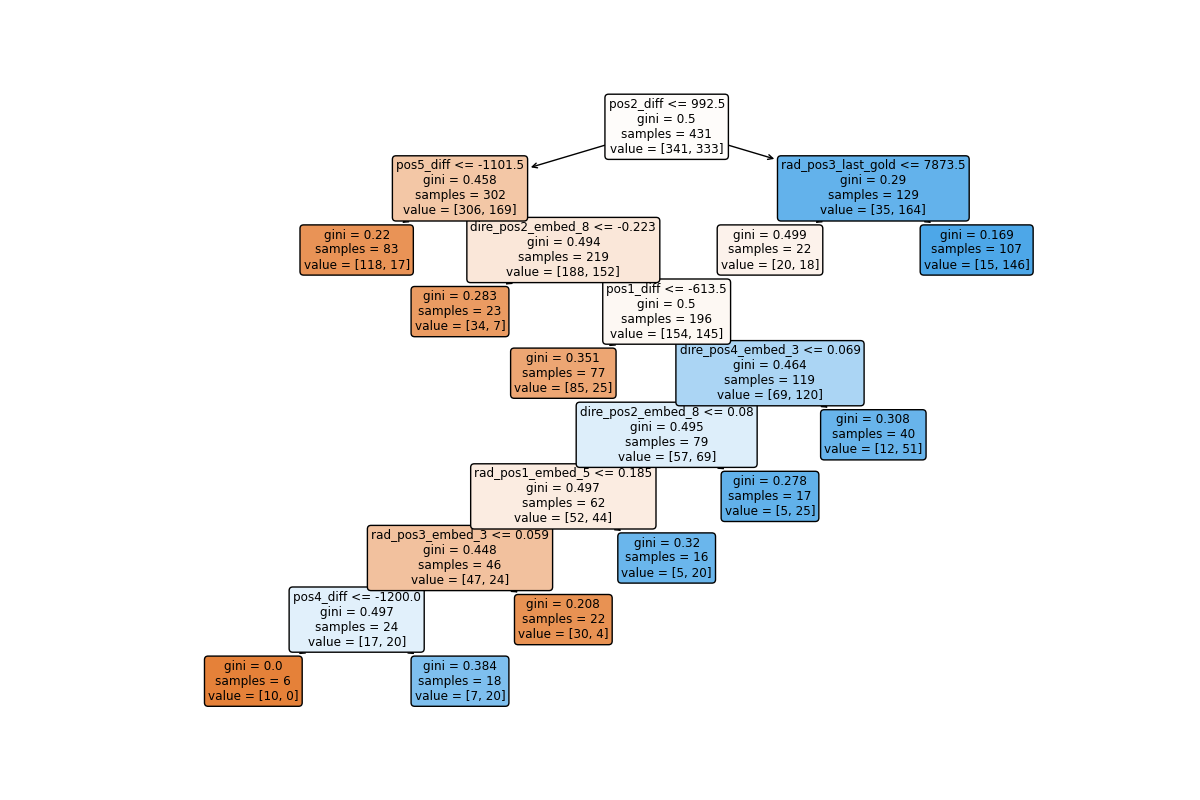 pos2_diff <= 992.5
gini = 0.5
samples = 431
value = [341, 333]
pos5_diff <= -1101.5
gini = 0.458
samples = 302
value = [306, 169]
rad_pos3_last_gold <= 7873.5
gini = 0.29
samples = 129
value = [35, 164]
gini = 0.22
samples = 83
value = [118, 17]
dire_pos2_embed_8 <= -0.223
gini = 0.494
samples = 219
value = [188, 152]
gini = 0.499
samples = 22
value = [20, 18]
gini = 0.169
samples = 107
value = [15, 146]
gini = 0.283
samples = 23
value = [34, 7]
pos1_diff <= -613.5
gini = 0.5
samples = 196
value = [154, 145]
gini = 0.351
samples = 77
value = [85, 25]
dire_pos4_embed_3 <= 0.069
gini = 0.464
samples = 119
value = [69, 120]
dire_pos2_embed_8 <= 0.08
gini = 0.495
samples = 79
value = [57, 69]
gini = 0.308
samples = 40
value = [12, 51]
rad_pos1_embed_5 <= 0.185
gini = 0.497
samples = 62
value = [52, 44]
gini = 0.278
samples = 17
value = [5, 25]
rad_pos3_embed_3 <= 0.059
gini = 0.448
samples = 46
value = [47, 24]
gini = 0.32
samples = 16
value = [5, 20]
pos4_diff <= -1200.0
gini = 0.497
samples = 24
value = [17, 20]
gini = 0.208
samples = 22
value = [30, 4]
gini = 0.0
samples = 6
value = [10, 0]
gini = 0.384
samples = 18
value = [7, 20]